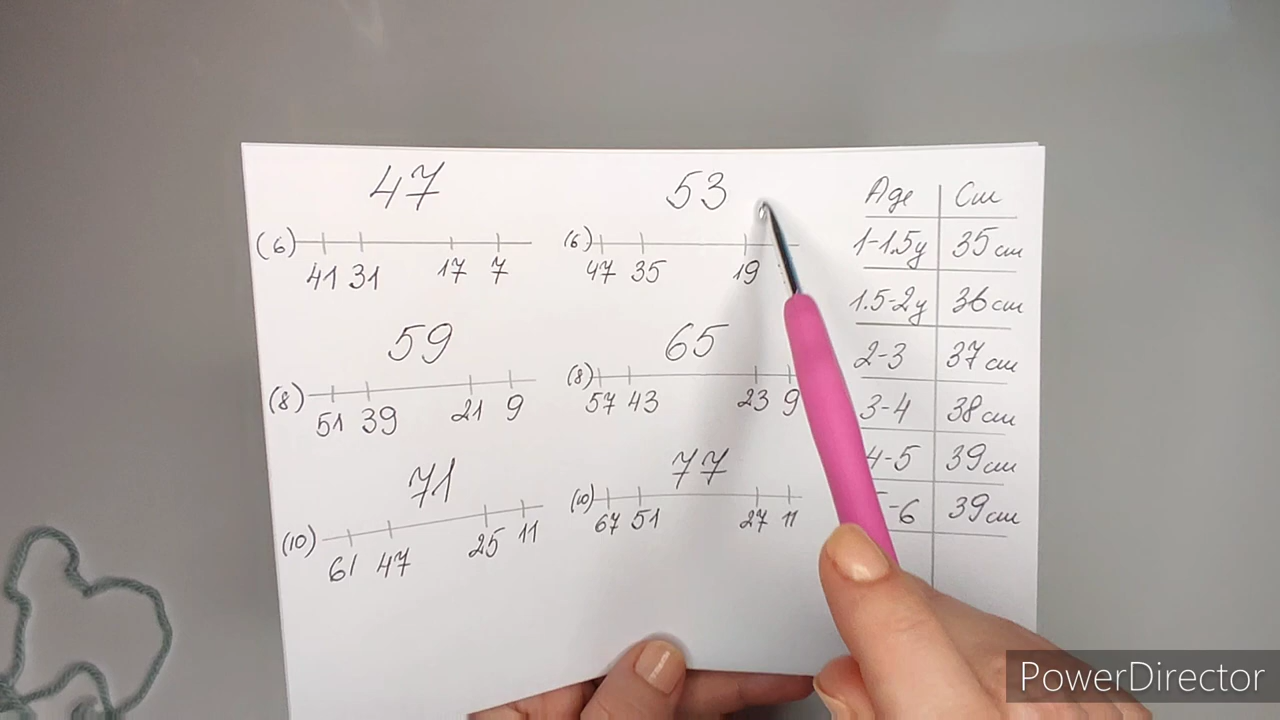 47
(6)
41 31 17 7
53
(6)
47 35 19
59
(8)
51 39 21 9
65
(8)
57 43 23 9
71
(10)
61 47 25 11
77
(10)
67 51 27 11
Age Cm
1-1.5y 35 cm
1.5-2y 36 cm
2-3 37 cm
3-4 38 cm
4-5 39 cm
-6 39 cm
PowerDirector